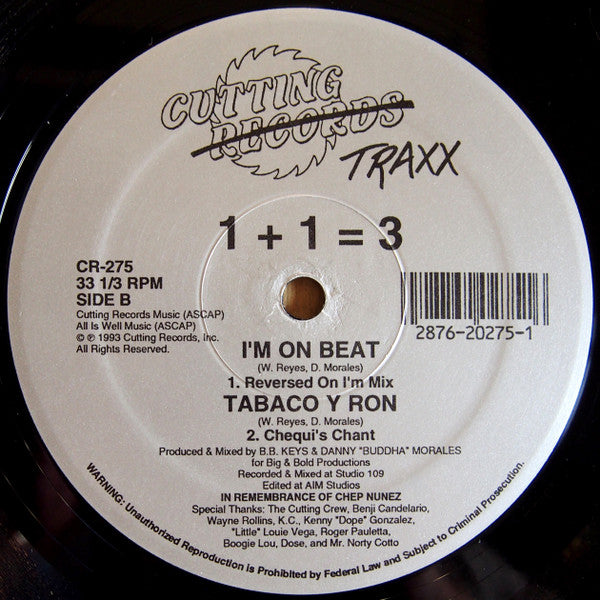 CUTTING
RECORDS
TRAXX
1 + 1 = 3
CR-275
33 1/3 RPM
SIDE B
Cutting Records Music (ASCAP)
All Is Well Music (ASCAP)
© ℗ 1993 Cutting Records, Inc.
All Rights Reserved.
2876-20275-1
I'M ON BEAT
(W. Reyes, D. Morales)
1. Reversed On I'm Mix
TABACO Y RON
(W. Reyes, D. Morales)
2. Chequi's Chant
Produced & Mixed by B.B. KEYS & DANNY "BUDDHA" MORALES
for Big & Bold Productions
Recorded & Mixed at Studio 109
Edited at AIM Studios
IN REMEMBRANCE OF CHEP NUNEZ
Special Thanks: The Cutting Crew, Benji Candelario,
Wayne Rollins, K.C., Kenny "Dope" Gonzalez,
"Little" Louie Vega, Roger Pauletta,
Boogie Lou, Dose, and Mr. Norty Cotto
WARNING: Unauthorized Reproduction is Prohibited by Federal Law and Subject to Criminal Prosecution.